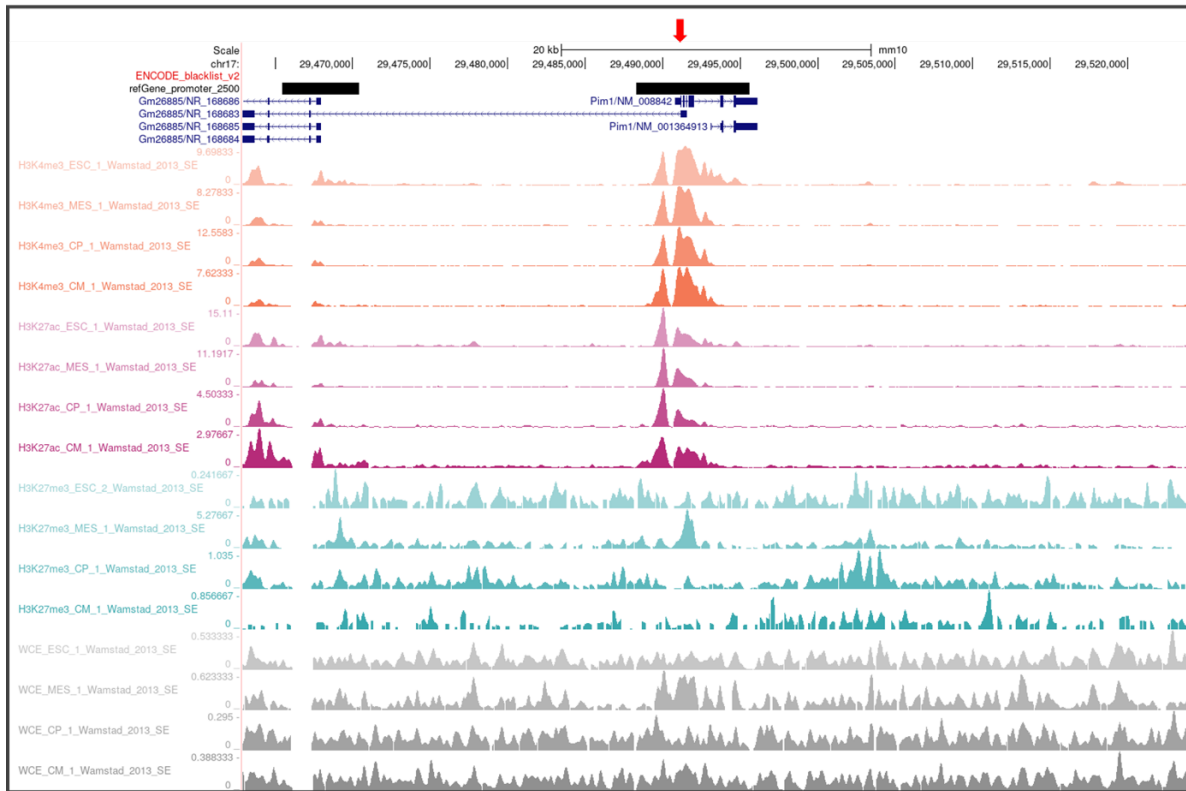 Scale 20 kb mm10
chr17: 29,470,000 29,475,000 29,480,000 29,485,000 29,490,000 29,495,000 29,500,000 29,505,000 29,510,000 29,515,000 29,520,000
ENCODE_blacklist_v2
refGene_promoter_2500
Gm26885/NR_168686 Pim1/NM_008842
Gm26885/NR_168683
Gm26885/NR_168685 Pim1/NM_001364913
Gm26885/NR_168684
9.69833
H3K4me3_ESC_1_Wamstad_2013_SE
0
8.27833
H3K4me3_MES_1_Wamstad_2013_SE
0
12.5583
H3K4me3_CP_1_Wamstad_2013_SE
0
7.62333
H3K4me3_CM_1_Wamstad_2013_SE
0
15.11
H3K27ac_ESC_1_Wamstad_2013_SE
0
11.1917
H3K27ac_MES_1_Wamstad_2013_SE
0
4.50333
H3K27ac_CP_1_Wamstad_2013_SE
0
2.97667
H3K27ac_CM_1_Wamstad_2013_SE
0
0.241667
H3K27me3_ESC_2_Wamstad_2013_SE
0
5.27667
H3K27me3_MES_1_Wamstad_2013_SE
0
1.035
H3K27me3_CP_1_Wamstad_2013_SE
0
0.856667
H3K27me3_CM_1_Wamstad_2013_SE
0
0.533333
WCE_ESC_1_Wamstad_2013_SE
0
0.623333
WCE_MES_1_Wamstad_2013_SE
0
0.295
WCE_CP_1_Wamstad_2013_SE
0
0.388333
WCE_CM_1_Wamstad_2013_SE
0